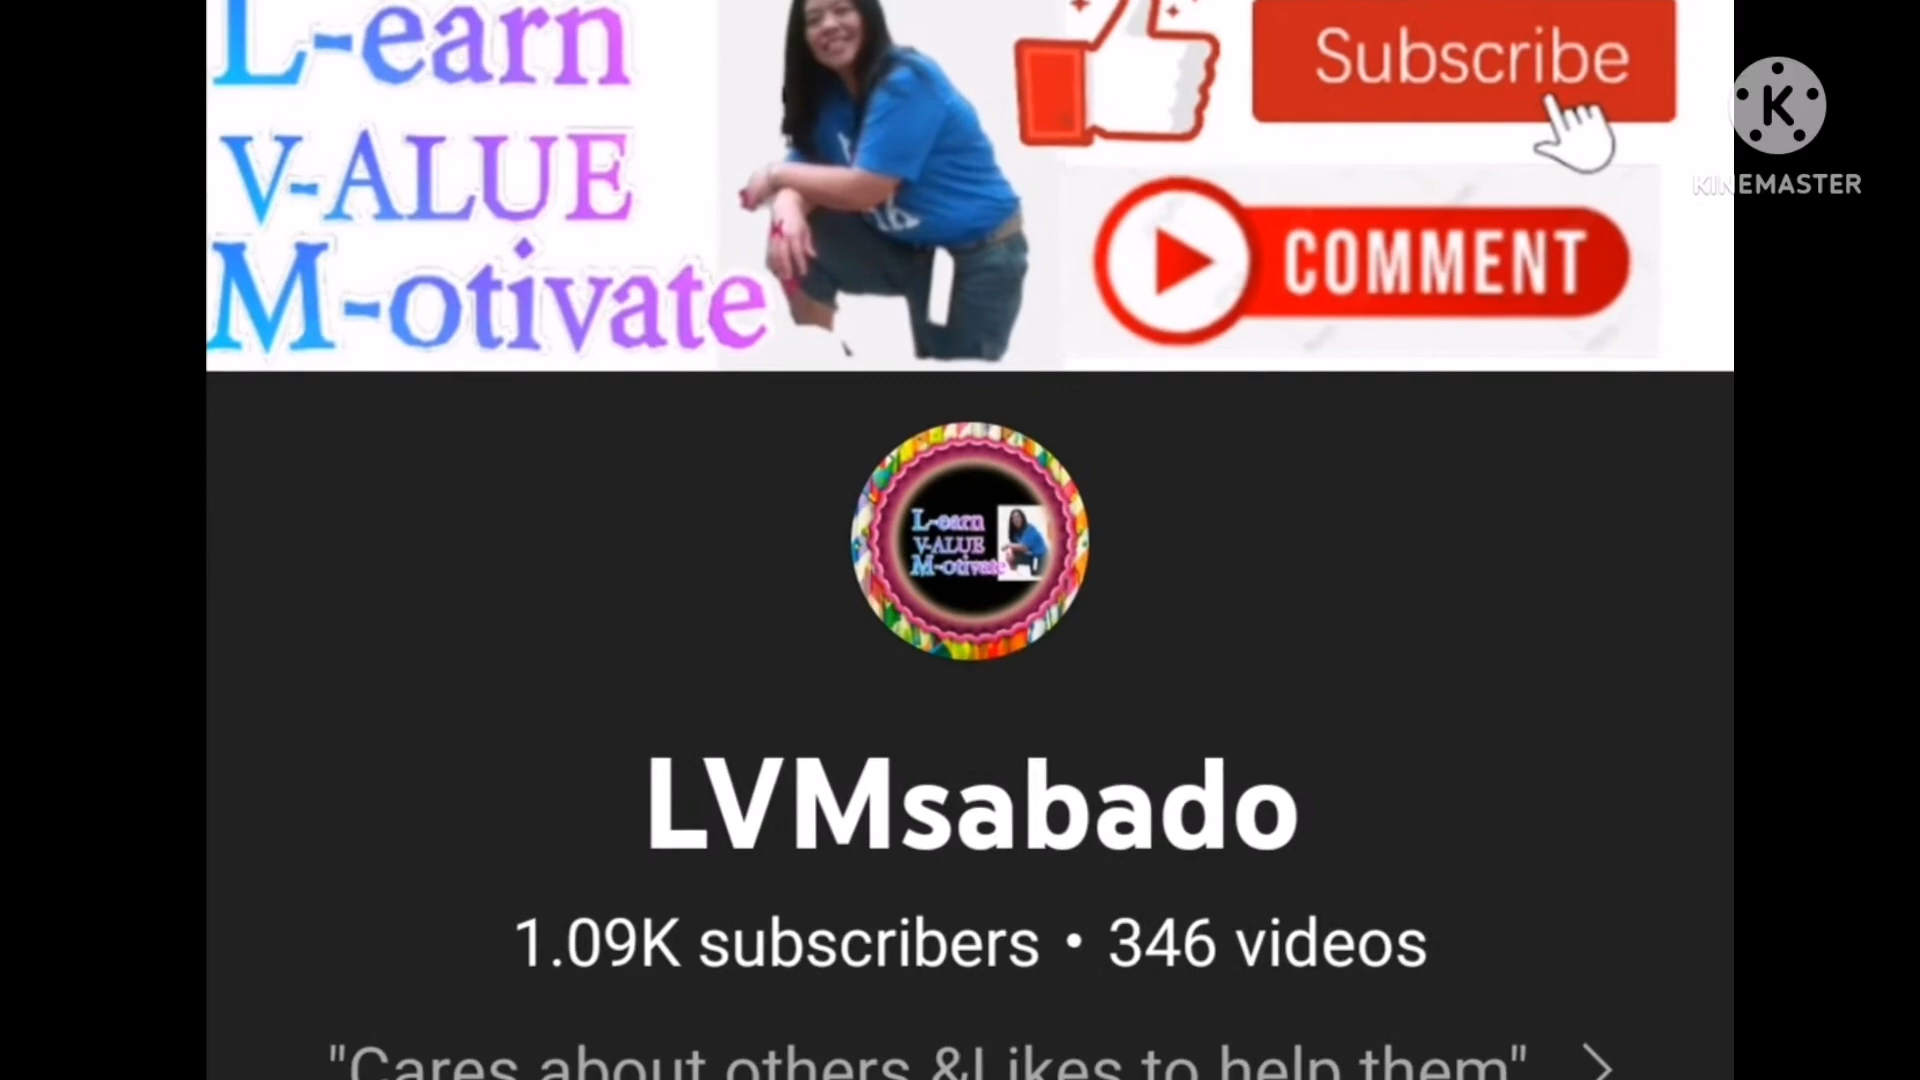 L-earn
V-ALUE
M-otivate
Subscribe
COMMENT
KINEMASTER
L-earn
V-ALUE
M-otivate
LVMsabado
1.09K subscribers • 346 videos
"Cares about others &Likes to help them"